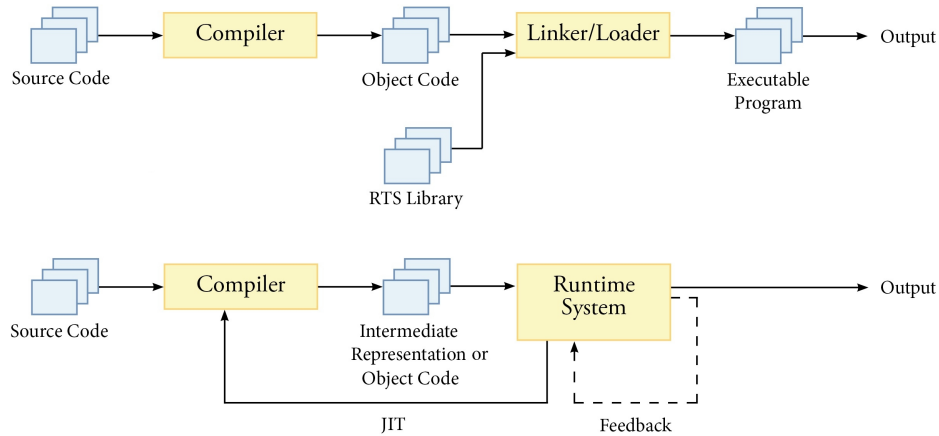 Compiler
Linker/Loader
Output
Source Code
Object Code
Executable
Program
RTS Library
Compiler
Runtime
System
Output
Source Code
Intermediate
Representation or
Object Code
JIT
Feedback